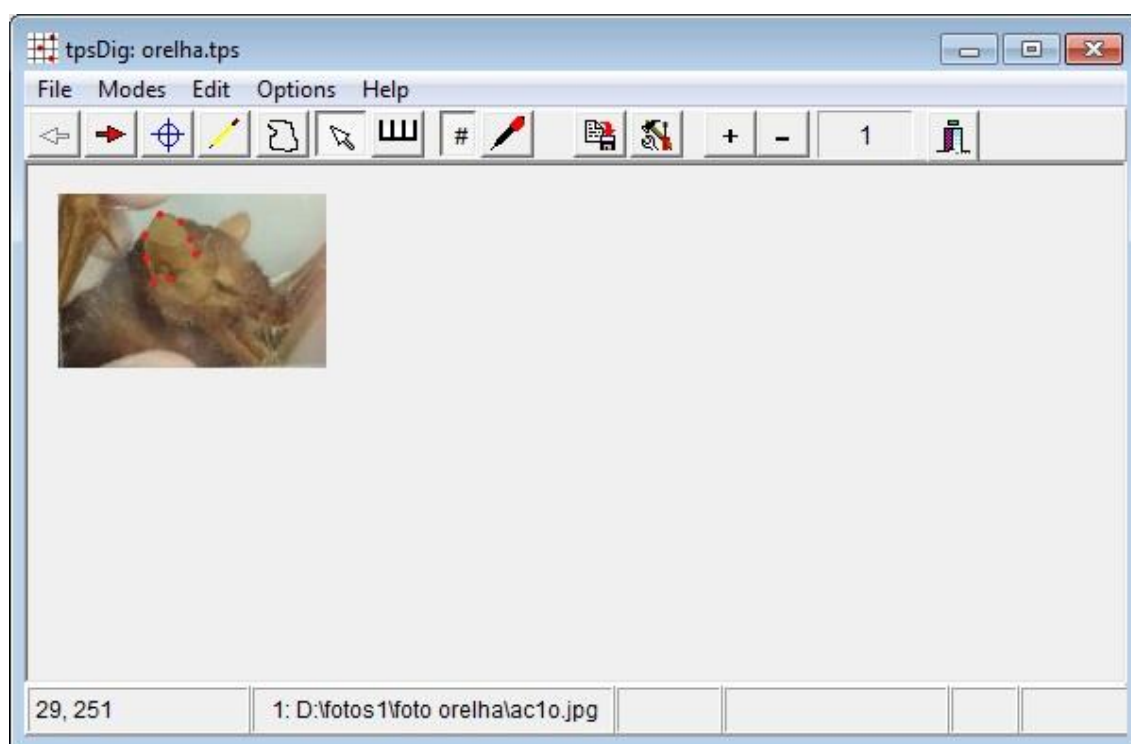 tpsDig: orelha.tps
File Modes Edit Options Help
# + - 1
29, 251 1: D:\fotos1\foto orelha\ac1o.jpg